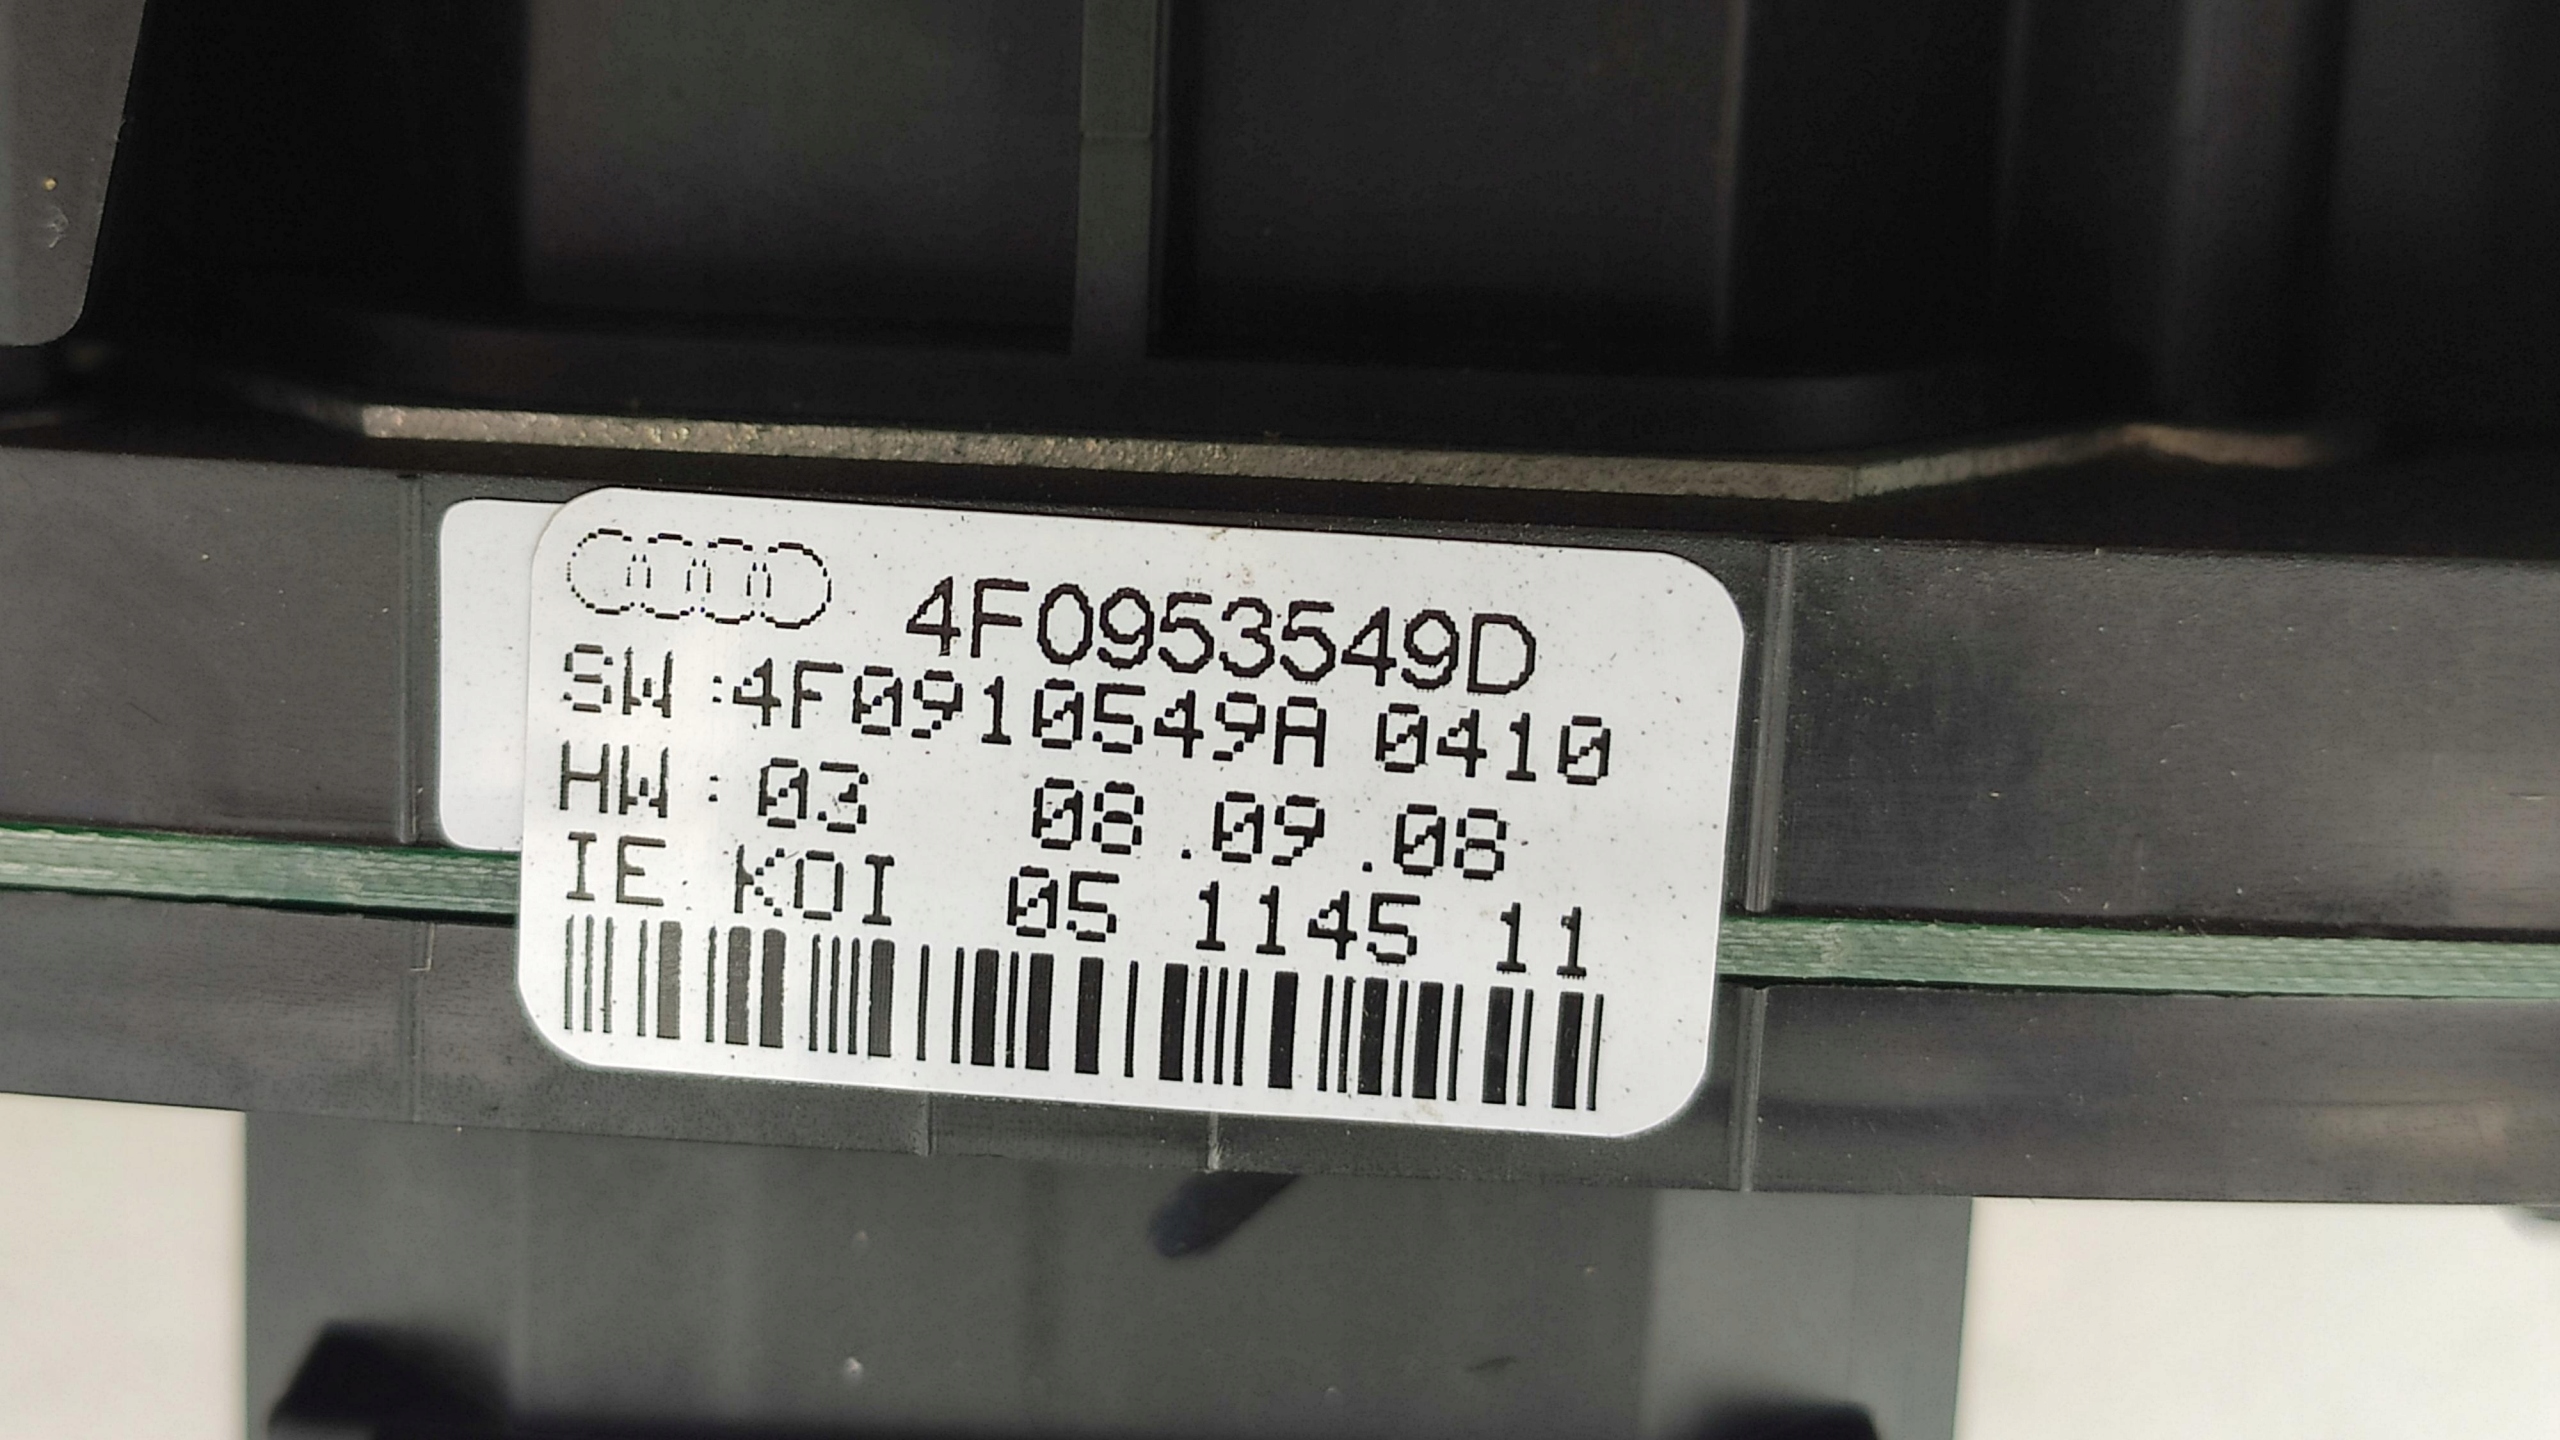 4F0953549D
SW :4F0910549A 0410
HW : 03 08.09.08
IE KOI 05 1145 11